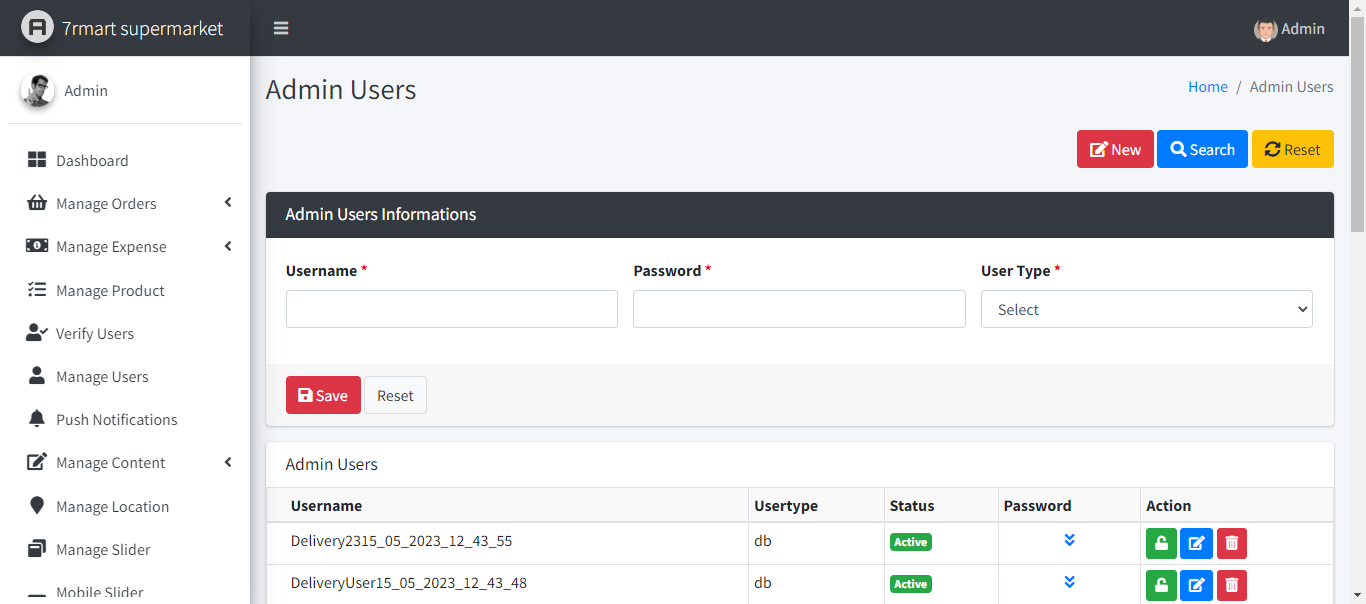 7rmart supermarket
Admin
Admin
Dashboard
Manage Orders
Manage Expense
Manage Product
Verify Users
Manage Users
Push Notifications
Manage Content
Manage Location
Manage Slider
Mobile Slider
Admin Users
Home / Admin Users
New Search Reset
Admin Users Informations
Username * Password * User Type *
Select
Save Reset
Admin Users
Username Usertype Status Password Action
Delivery2315_05_2023_12_43_55 db Active
DeliveryUser15_05_2023_12_43_48 db Active